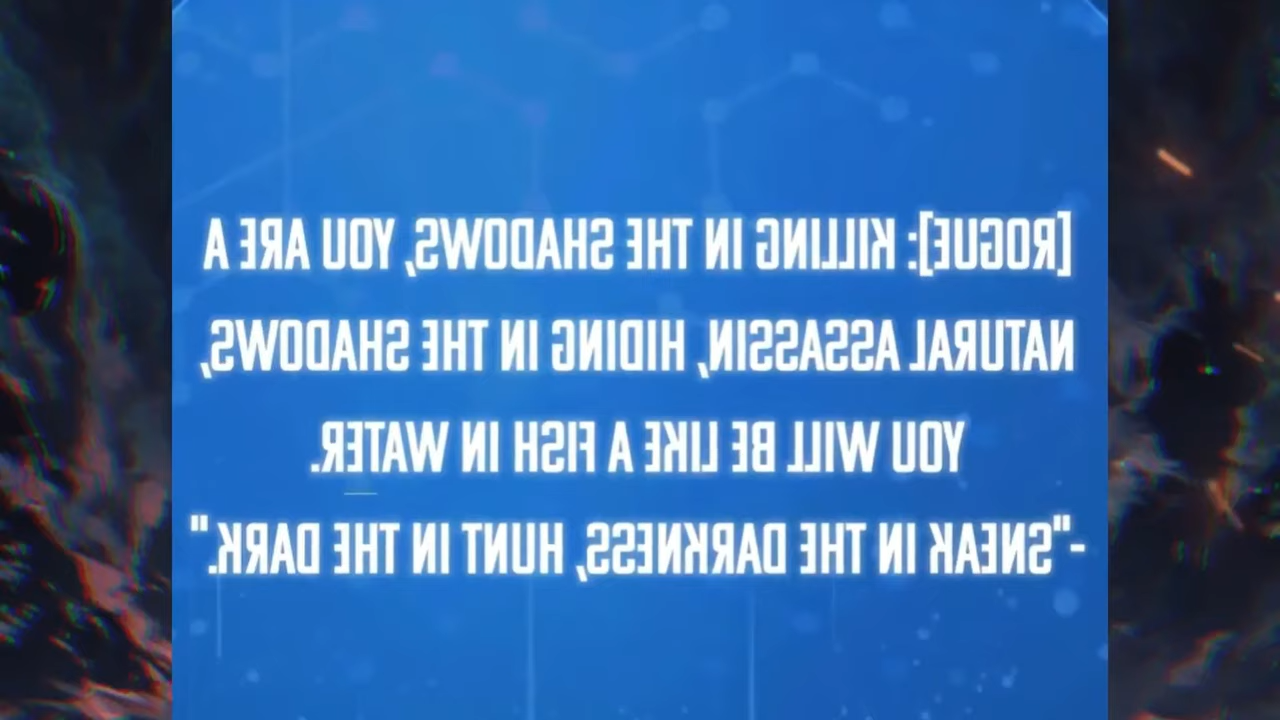 [ROGUE]: KILLING IN THE SHADOWS, YOU ARE A
NATURAL ASSASSIN, HIDING IN THE SHADOWS,
YOU WILL BE LIKE A FISH IN WATER.
-"SNEAK IN THE DARKNESS, HUNT IN THE DARK."